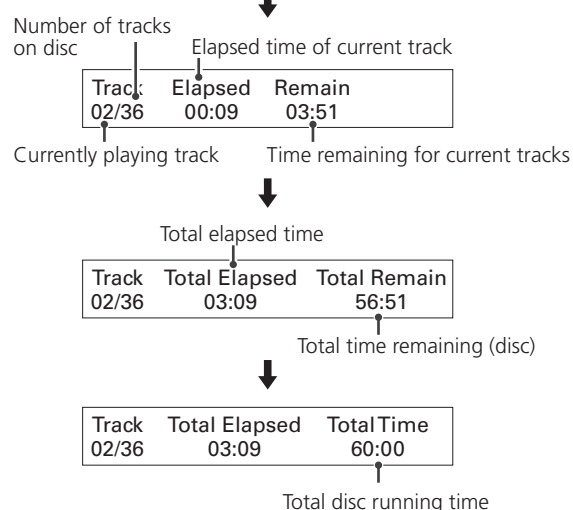 Number of tracks
on disc
Elapsed time of current track
Track Elapsed Remain
02/36 00:09 03:51
Currently playing track Time remaining for current tracks
Total elapsed time
Track Total Elapsed Total Remain
02/36 03:09 56:51
Total time remaining (disc)
Track Total Elapsed Total Time
02/36 03:09 60:00
Total disc running time